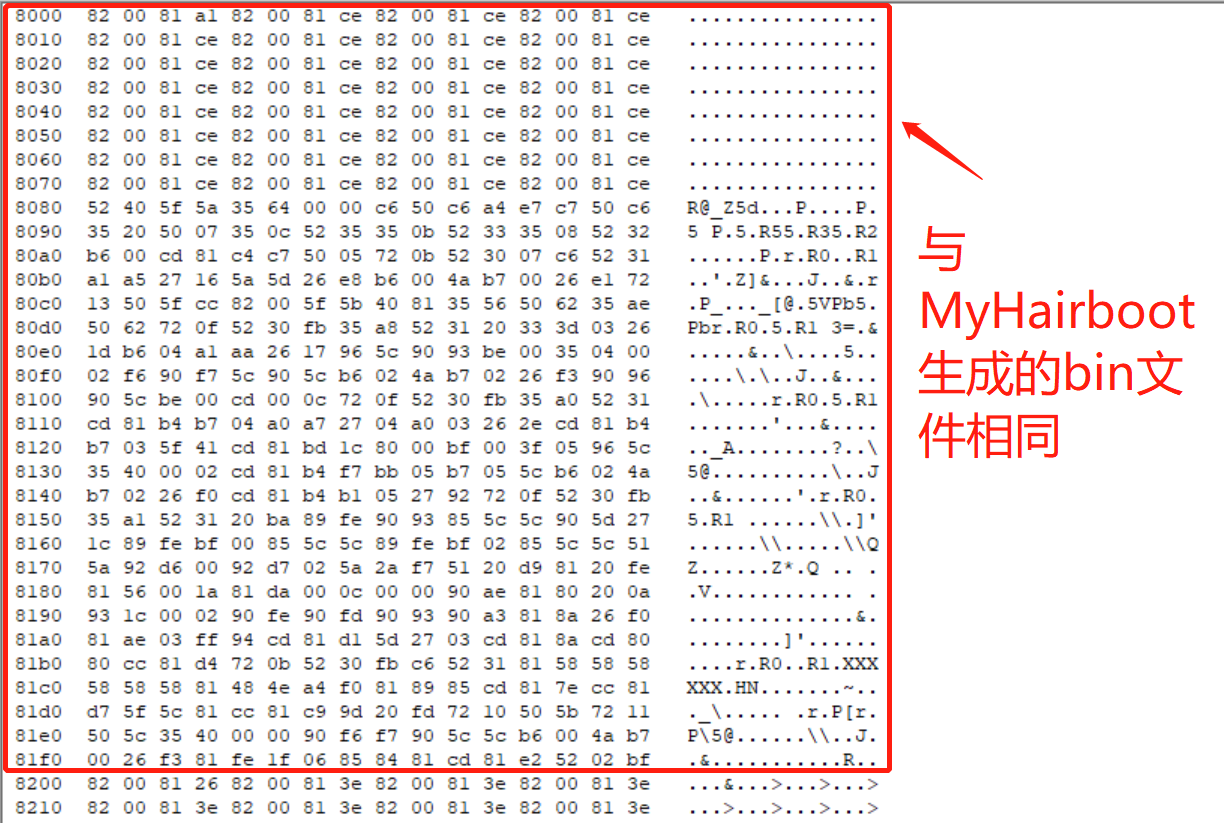 8000 82 00 81 a1 82 00 81 ce 82 00 81 ce 82 00 81 ce ................
8010 82 00 81 ce 82 00 81 ce 82 00 81 ce 82 00 81 ce ................
8020 82 00 81 ce 82 00 81 ce 82 00 81 ce 82 00 81 ce ................
8030 82 00 81 ce 82 00 81 ce 82 00 81 ce 82 00 81 ce ................
8040 82 00 81 ce 82 00 81 ce 82 00 81 ce 82 00 81 ce ................
8050 82 00 81 ce 82 00 81 ce 82 00 81 ce 82 00 81 ce ................
8060 82 00 81 ce 82 00 81 ce 82 00 81 ce 82 00 81 ce ................
8070 82 00 81 ce 82 00 81 ce 82 00 81 ce 82 00 81 ce ................
8080 52 40 5f 5a 35 64 00 00 c6 50 c6 a4 e7 c7 50 c6 R@_Z5d...P....P.
8090 35 20 50 07 35 0c 52 35 35 0b 52 33 35 08 52 32 5 P.5.R55.R35.R2
80a0 b6 00 cd 81 c4 c7 50 05 72 0b 52 30 07 c6 52 31 ......P.r.R0..R1
80b0 a1 a5 27 16 5a 5d 26 e8 b6 00 4a b7 00 26 e1 72 ..'.Z]&...J..&.r
80c0 13 50 5f cc 82 00 5f 5b 40 81 35 56 50 62 35 ae .P_..._[@.5VPb5.
80d0 50 62 72 0f 52 30 fb 35 a8 52 31 20 33 3d 03 26 Pbr.R0.5.R1 3=.&
80e0 1d b6 04 a1 aa 26 17 96 5c 90 93 be 00 35 04 00 .....&..\....5..
80f0 02 f6 90 f7 5c 90 5c b6 02 4a b7 02 26 f3 90 96 ....\.\..J..&...
8100 90 5c be 00 cd 00 0c 72 0f 52 30 fb 35 a0 52 31 .\.....r.R0.5.R1
8110 cd 81 b4 b7 04 a0 a7 27 04 a0 03 26 2e cd 81 b4 .......'...&....
8120 b7 03 5f 41 cd 81 bd 1c 80 00 bf 00 3f 05 96 5c .._A........?..\
8130 35 40 00 02 cd 81 b4 f7 bb 05 b7 05 5c b6 02 4a 5@..........\..J
8140 b7 02 26 f0 cd 81 b4 b1 05 27 92 72 0f 52 30 fb ..&......'.r.R0.
8150 35 a1 52 31 20 ba 89 fe 90 93 85 5c 5c 90 5d 27 5.R1 ......\\.]'
8160 1c 89 fe bf 00 85 5c 5c 89 fe bf 02 85 5c 5c 51 ......\\.....\\Q
8170 5a 92 d6 00 92 d7 02 5a 2a f7 51 20 d9 81 20 fe Z......Z*.Q .. .
8180 81 56 00 1a 81 da 00 0c 00 00 90 ae 81 80 20 0a .V............ .
8190 93 1c 00 02 90 fe 90 fd 90 93 90 a3 81 8a 26 f0 ..............&.
81a0 81 ae 03 ff 94 cd 81 d1 5d 27 03 cd 81 8a cd 80 ........]'......
81b0 80 cc 81 d4 72 0b 52 30 fb c6 52 31 81 58 58 58 ....r.R0..R1.XXX
81c0 58 58 58 81 48 4e a4 f0 81 89 85 cd 81 7e cc 81 XXX.HN.......~..
81d0 d7 5f 5c 81 cc 81 c9 9d 20 fd 72 10 50 5b 72 11 ._\..... .r.P[r.
81e0 50 5c 35 40 00 00 90 f6 f7 90 5c 5c b6 00 4a b7 P\5@......\\..J.
81f0 00 26 f3 81 fe 1f 06 85 84 81 cd 81 e2 52 02 bf .&...........R..
8200 82 00 81 26 82 00 81 3e 82 00 81 3e 82 00 81 3e ...&...>...>...>
8210 82 00 81 3e 82 00 81 3e 82 00 81 3e 82 00 81 3e ...>...>...>...>
与
MyHairboot
生成的bin文
件相同